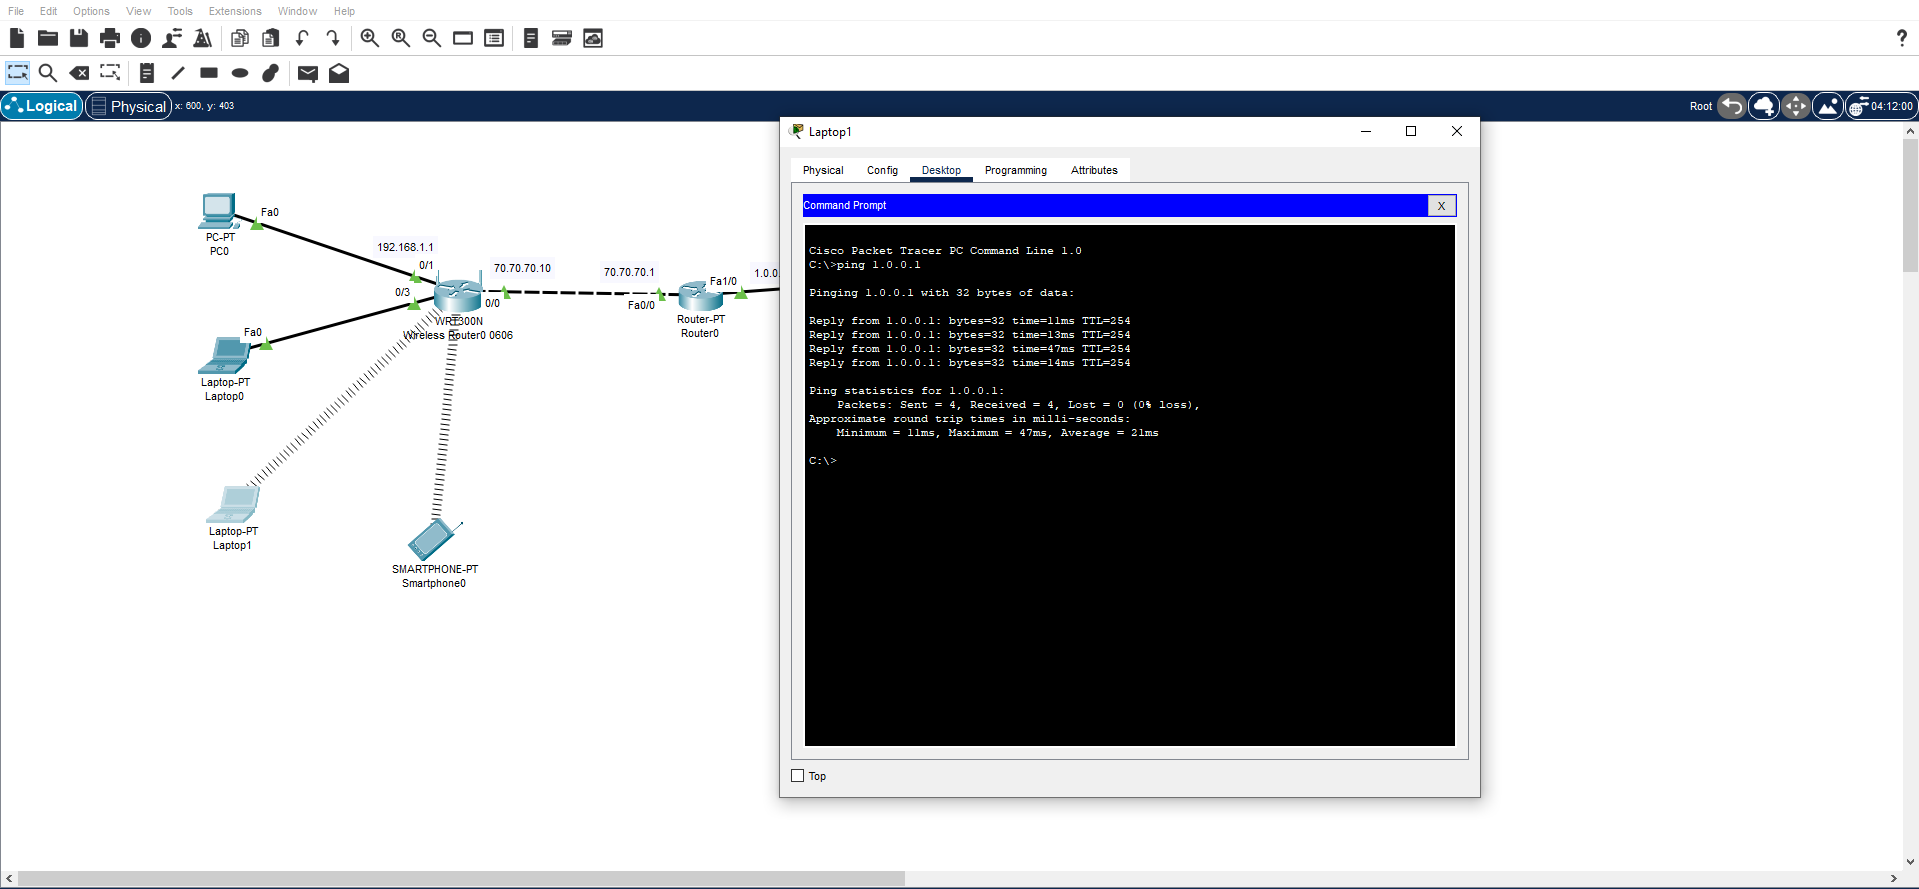 File Edit Options View Tools Extensions Window Help
?
Logical Physical x: 600, y: 403
Root 04:12:00
Fa0
PC-PT
PC0
192.168.1.1
0/1
0/3
70.70.70.10
0/0
WRT300N
Wireless Router0 0606
70.70.70.1
Fa0/0
Fa1/0
1.0.0.
Router-PT
Router0
Fa0
Laptop-PT
Laptop0
Laptop-PT
Laptop1
SMARTPHONE-PT
Smartphone0
Laptop1
Physical Config Desktop Programming Attributes
Command Prompt X
Cisco Packet Tracer PC Command Line 1.0
C:\>ping 1.0.0.1
Pinging 1.0.0.1 with 32 bytes of data:
Reply from 1.0.0.1: bytes=32 time=11ms TTL=254
Reply from 1.0.0.1: bytes=32 time=13ms TTL=254
Reply from 1.0.0.1: bytes=32 time=47ms TTL=254
Reply from 1.0.0.1: bytes=32 time=14ms TTL=254
Ping statistics for 1.0.0.1:
Packets: Sent = 4, Received = 4, Lost = 0 (0% loss),
Approximate round trip times in milli-seconds:
Minimum = 11ms, Maximum = 47ms, Average = 21ms
C:\>
Top